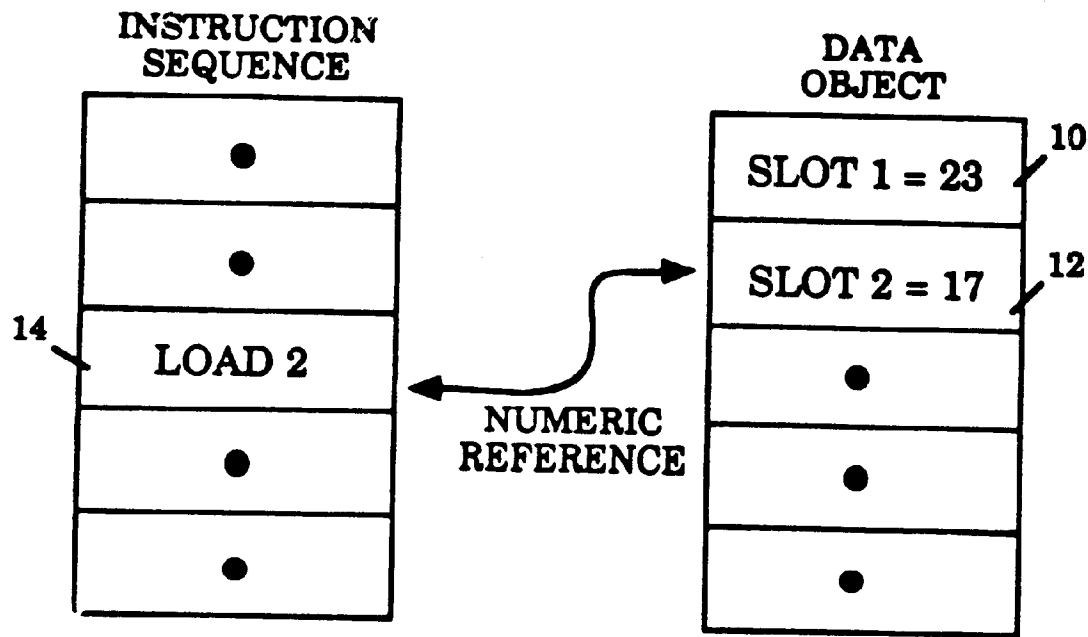 INSTRUCTION
SEQUENCE
14
LOAD 2
NUMERIC
REFERENCE
DATA
OBJECT
SLOT 1 = 23
10
SLOT 2 = 17
12